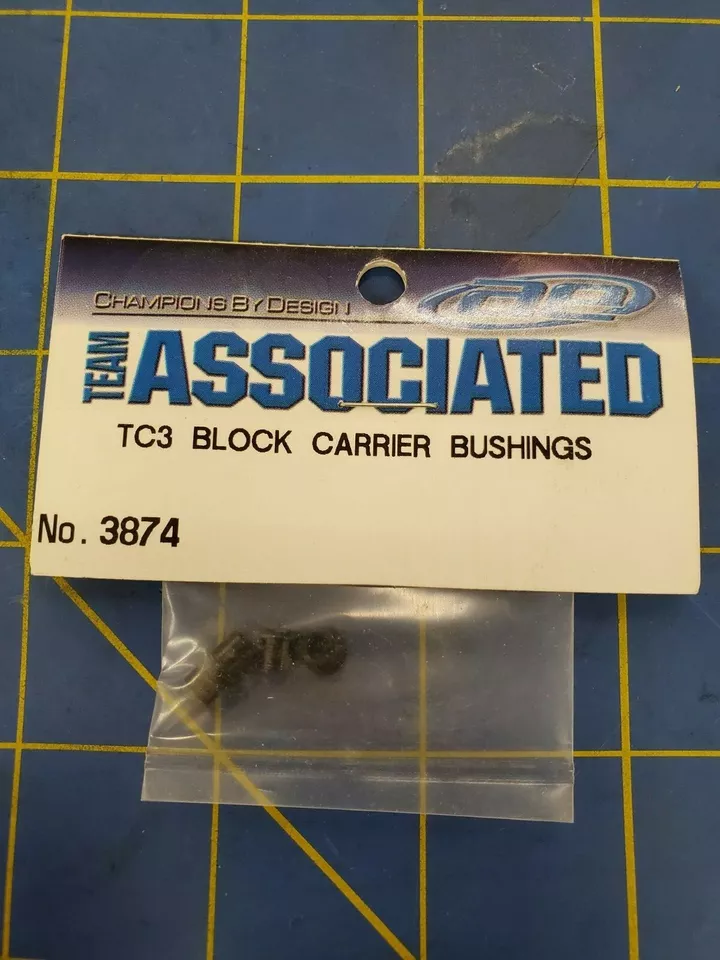 CHAMPIONS BY DESIGN
TEAM
ASSOCIATED
TC3 BLOCK CARRIER BUSHINGS
No. 3874